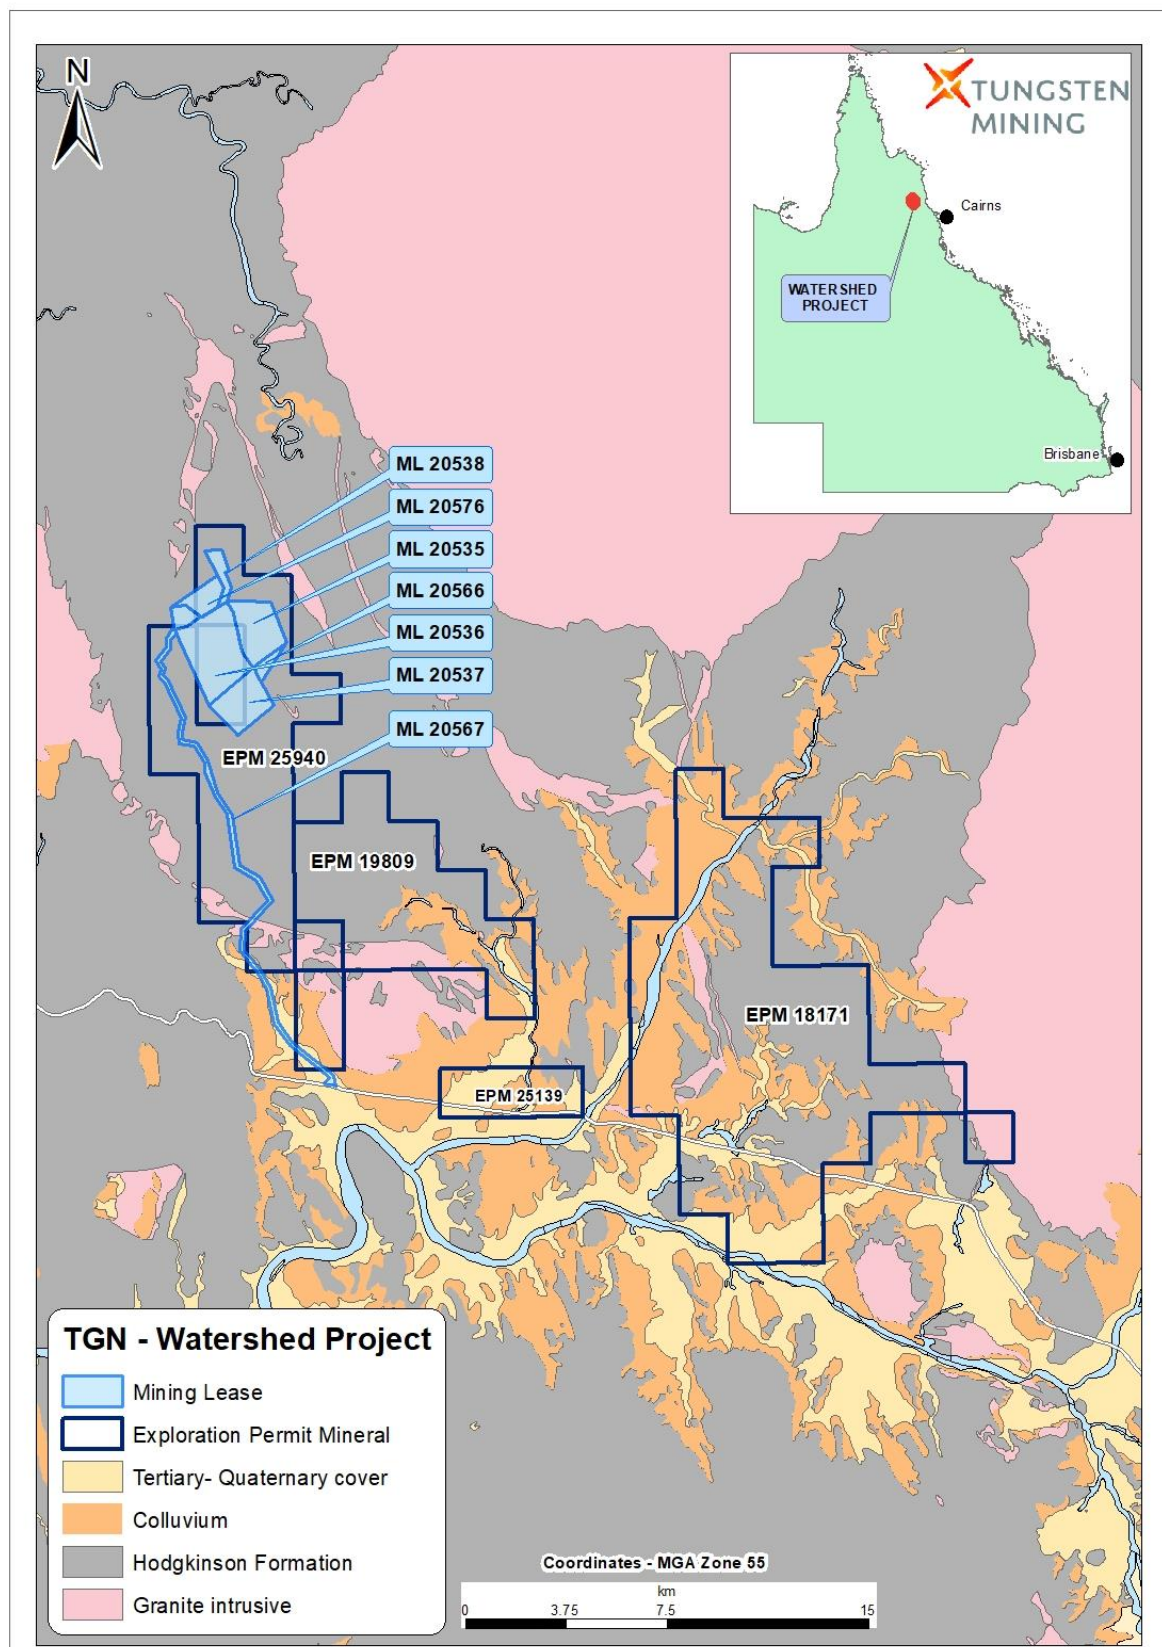 N
TUNGSTEN
MINING
Cairns
WATERSHED
PROJECT
Brisbane
ML 20538
ML 20576
ML 20535
ML 20566
ML 20536
ML 20537
ML 20567
EPM 25940
EPM 19809
EPM 18171
EPM 25139
TGN - Watershed Project
Mining Lease
Exploration Permit Mineral
Tertiary- Quaternary cover
Colluvium
Hodgkinson Formation
Granite intrusive
Coordinates - MGA Zone 55
km
0 3.75 7.5 15